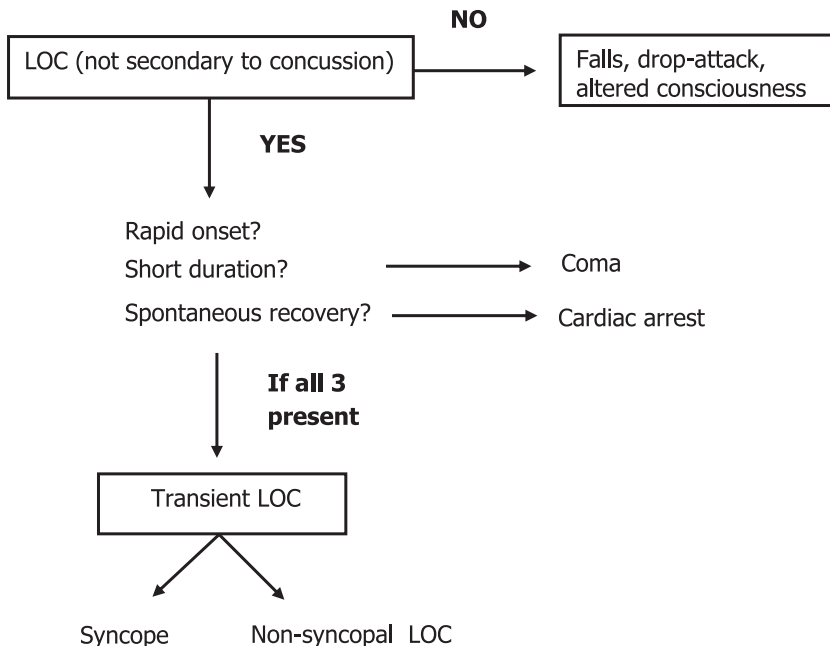 NO
LOC (not secondary to concussion)
Falls, drop-attack,
altered consciousness
YES
Rapid onset?
Short duration?
Coma
Spontaneous recovery?
Cardiac arrest
If all 3
present
Transient LOC
Syncope
Non-syncopal LOC